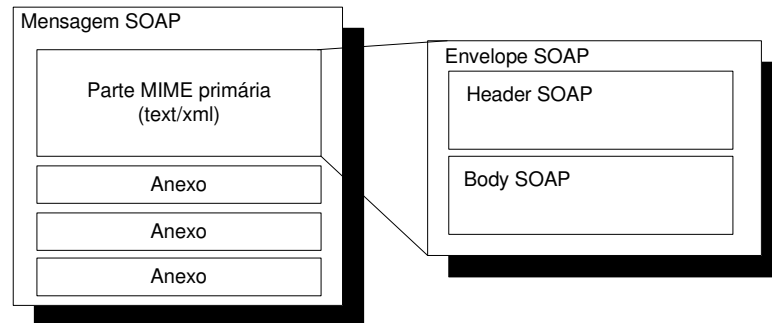 Mensagem SOAP
Parte MIME primária
(text/xml)
Anexo
Anexo
Anexo
Envelope SOAP
Header SOAP
Body SOAP